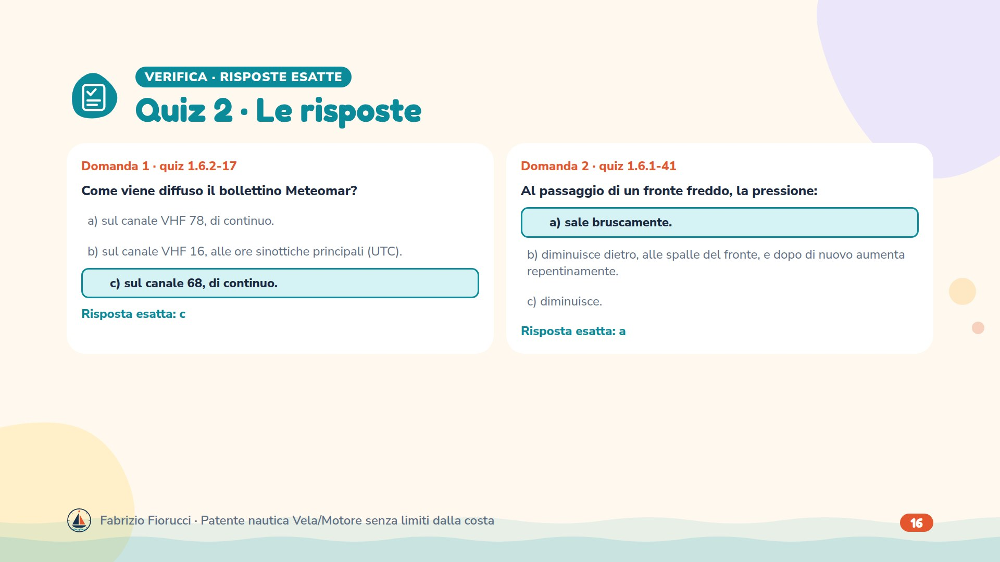 VERIFICA · RISPOSTE ESATTE
Quiz 2 · Le risposte
Domanda 1 · quiz 1.6.2-17
Come viene diffuso il bollettino Meteomar?
a) sul canale VHF 78, di continuo.
b) sul canale VHF 16, alle ore sinottiche principali (UTC).
c) sul canale 68, di continuo.
Risposta esatta: c
Domanda 2 · quiz 1.6.1-41
Al passaggio di un fronte freddo, la pressione:
a) sale bruscamente.
b) diminuisce dietro, alle spalle del fronte, e dopo di nuovo aumenta
repentinamente.
c) diminuisce.
Risposta esatta: a
Fabrizio Fiorucci · Patente nautica Vela/Motore senza limiti dalla costa
16